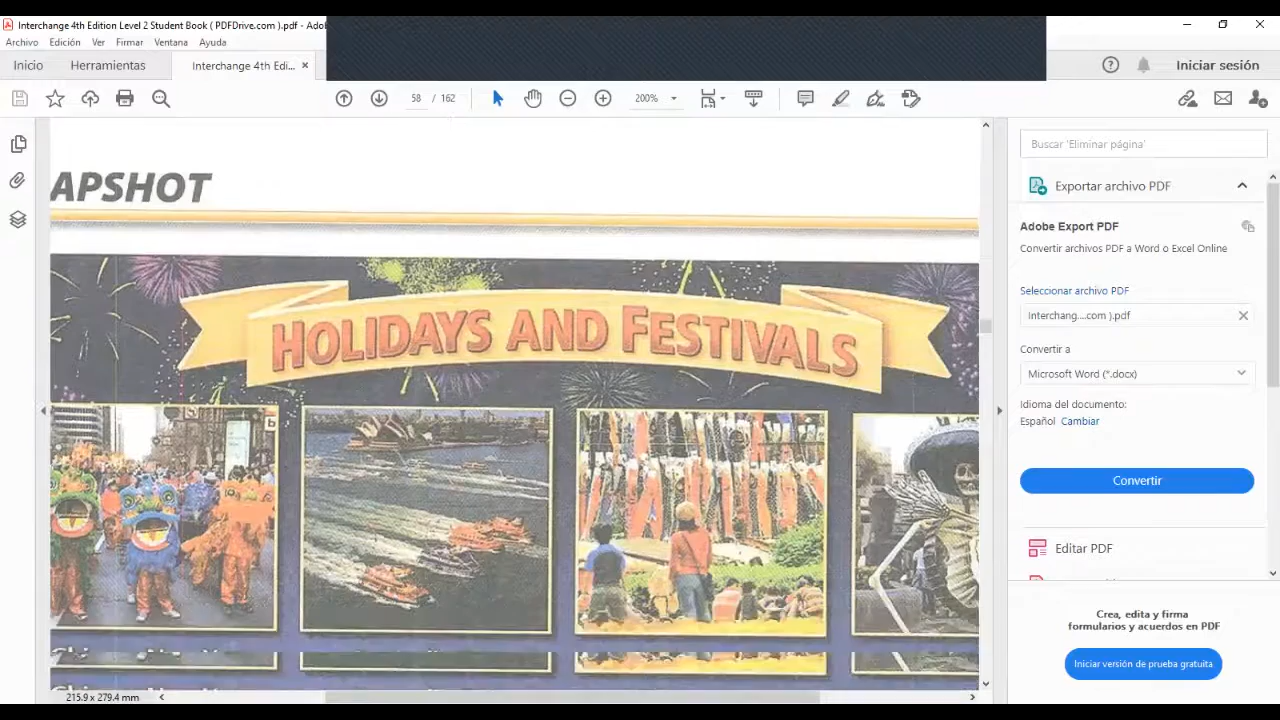 Interchange 4th Edition Level 2 Student Book ( PDFDrive.com ).pdf - Adob
Archivo Edición Ver Firmar Ventana Ayuda
Inicio Herramientas Interchange 4th Edi... × Iniciar sesión
58 / 162 200%
Buscar 'Eliminar página'
APSHOT
Exportar archivo PDF
Adobe Export PDF
Convertir archivos PDF a Word o Excel Online
Seleccionar archivo PDF
Interchang....com ).pdf
HOLIDAYS AND FESTIVALS
Convertir a
Microsoft Word (*.docx)
Idioma del documento:
Español Cambiar
Convertir
Editar PDF
Crea, edita y firma
formularios y acuerdos en PDF
Iniciar versión de prueba gratuita
215.9 x 279.4 mm